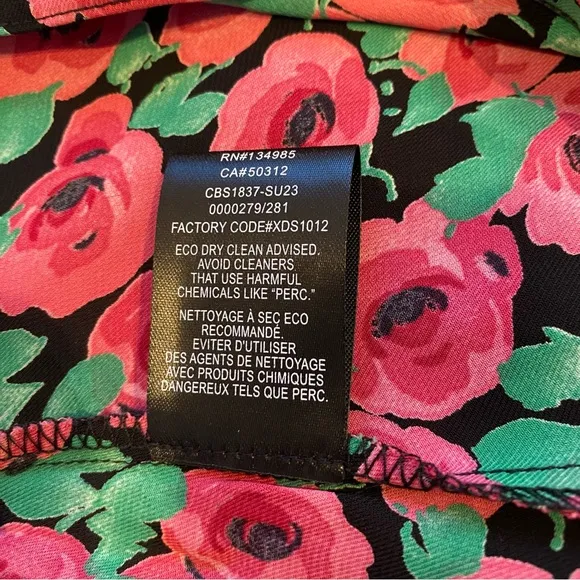 RN#134985
CA#50312
CBS1837-SU23
0000279/281
FACTORY CODE#XDS1012
ECO DRY CLEAN ADVISED.
AVOID CLEANERS
THAT USE HARMFUL
CHEMICALS LIKE “PERC.”
NETTOYAGE À SEC ECO
RECOMMANDÉ.
EVITER D'UTILISER
DES AGENTS DE NETTOYAGE
AVEC PRODUITS CHIMIQUES
DANGEREUX TELS QUE PERC.